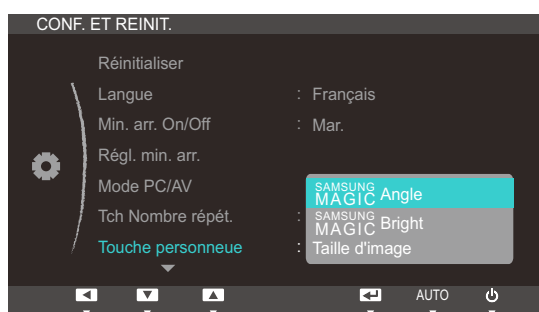 CONF. ET REINIT.
Réinitialiser
Langue : Français
Min. arr. On/Off : Mar.
Régl. min. arr.
Mode PC/AV
SAMSUNG MAGIC Angle
Tch Nombre répét. : SAMSUNG MAGIC Bright
Touche personneue : Taille d'image
AUTO